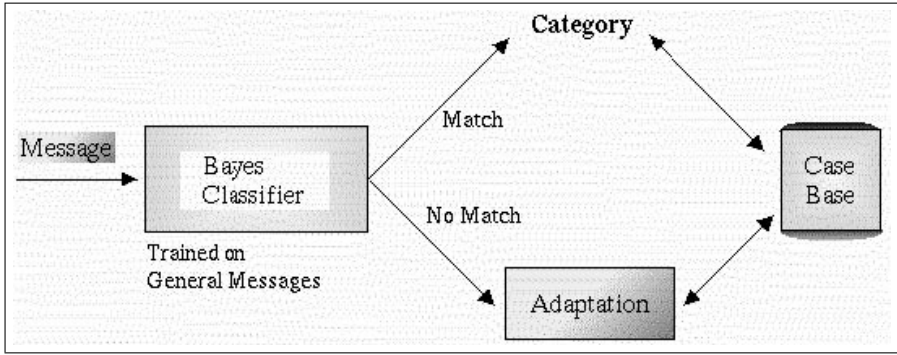 Category
Match
Message
Bayes
Classifier
Case
Base
No Match
Trained on
General Messages
Adaptation